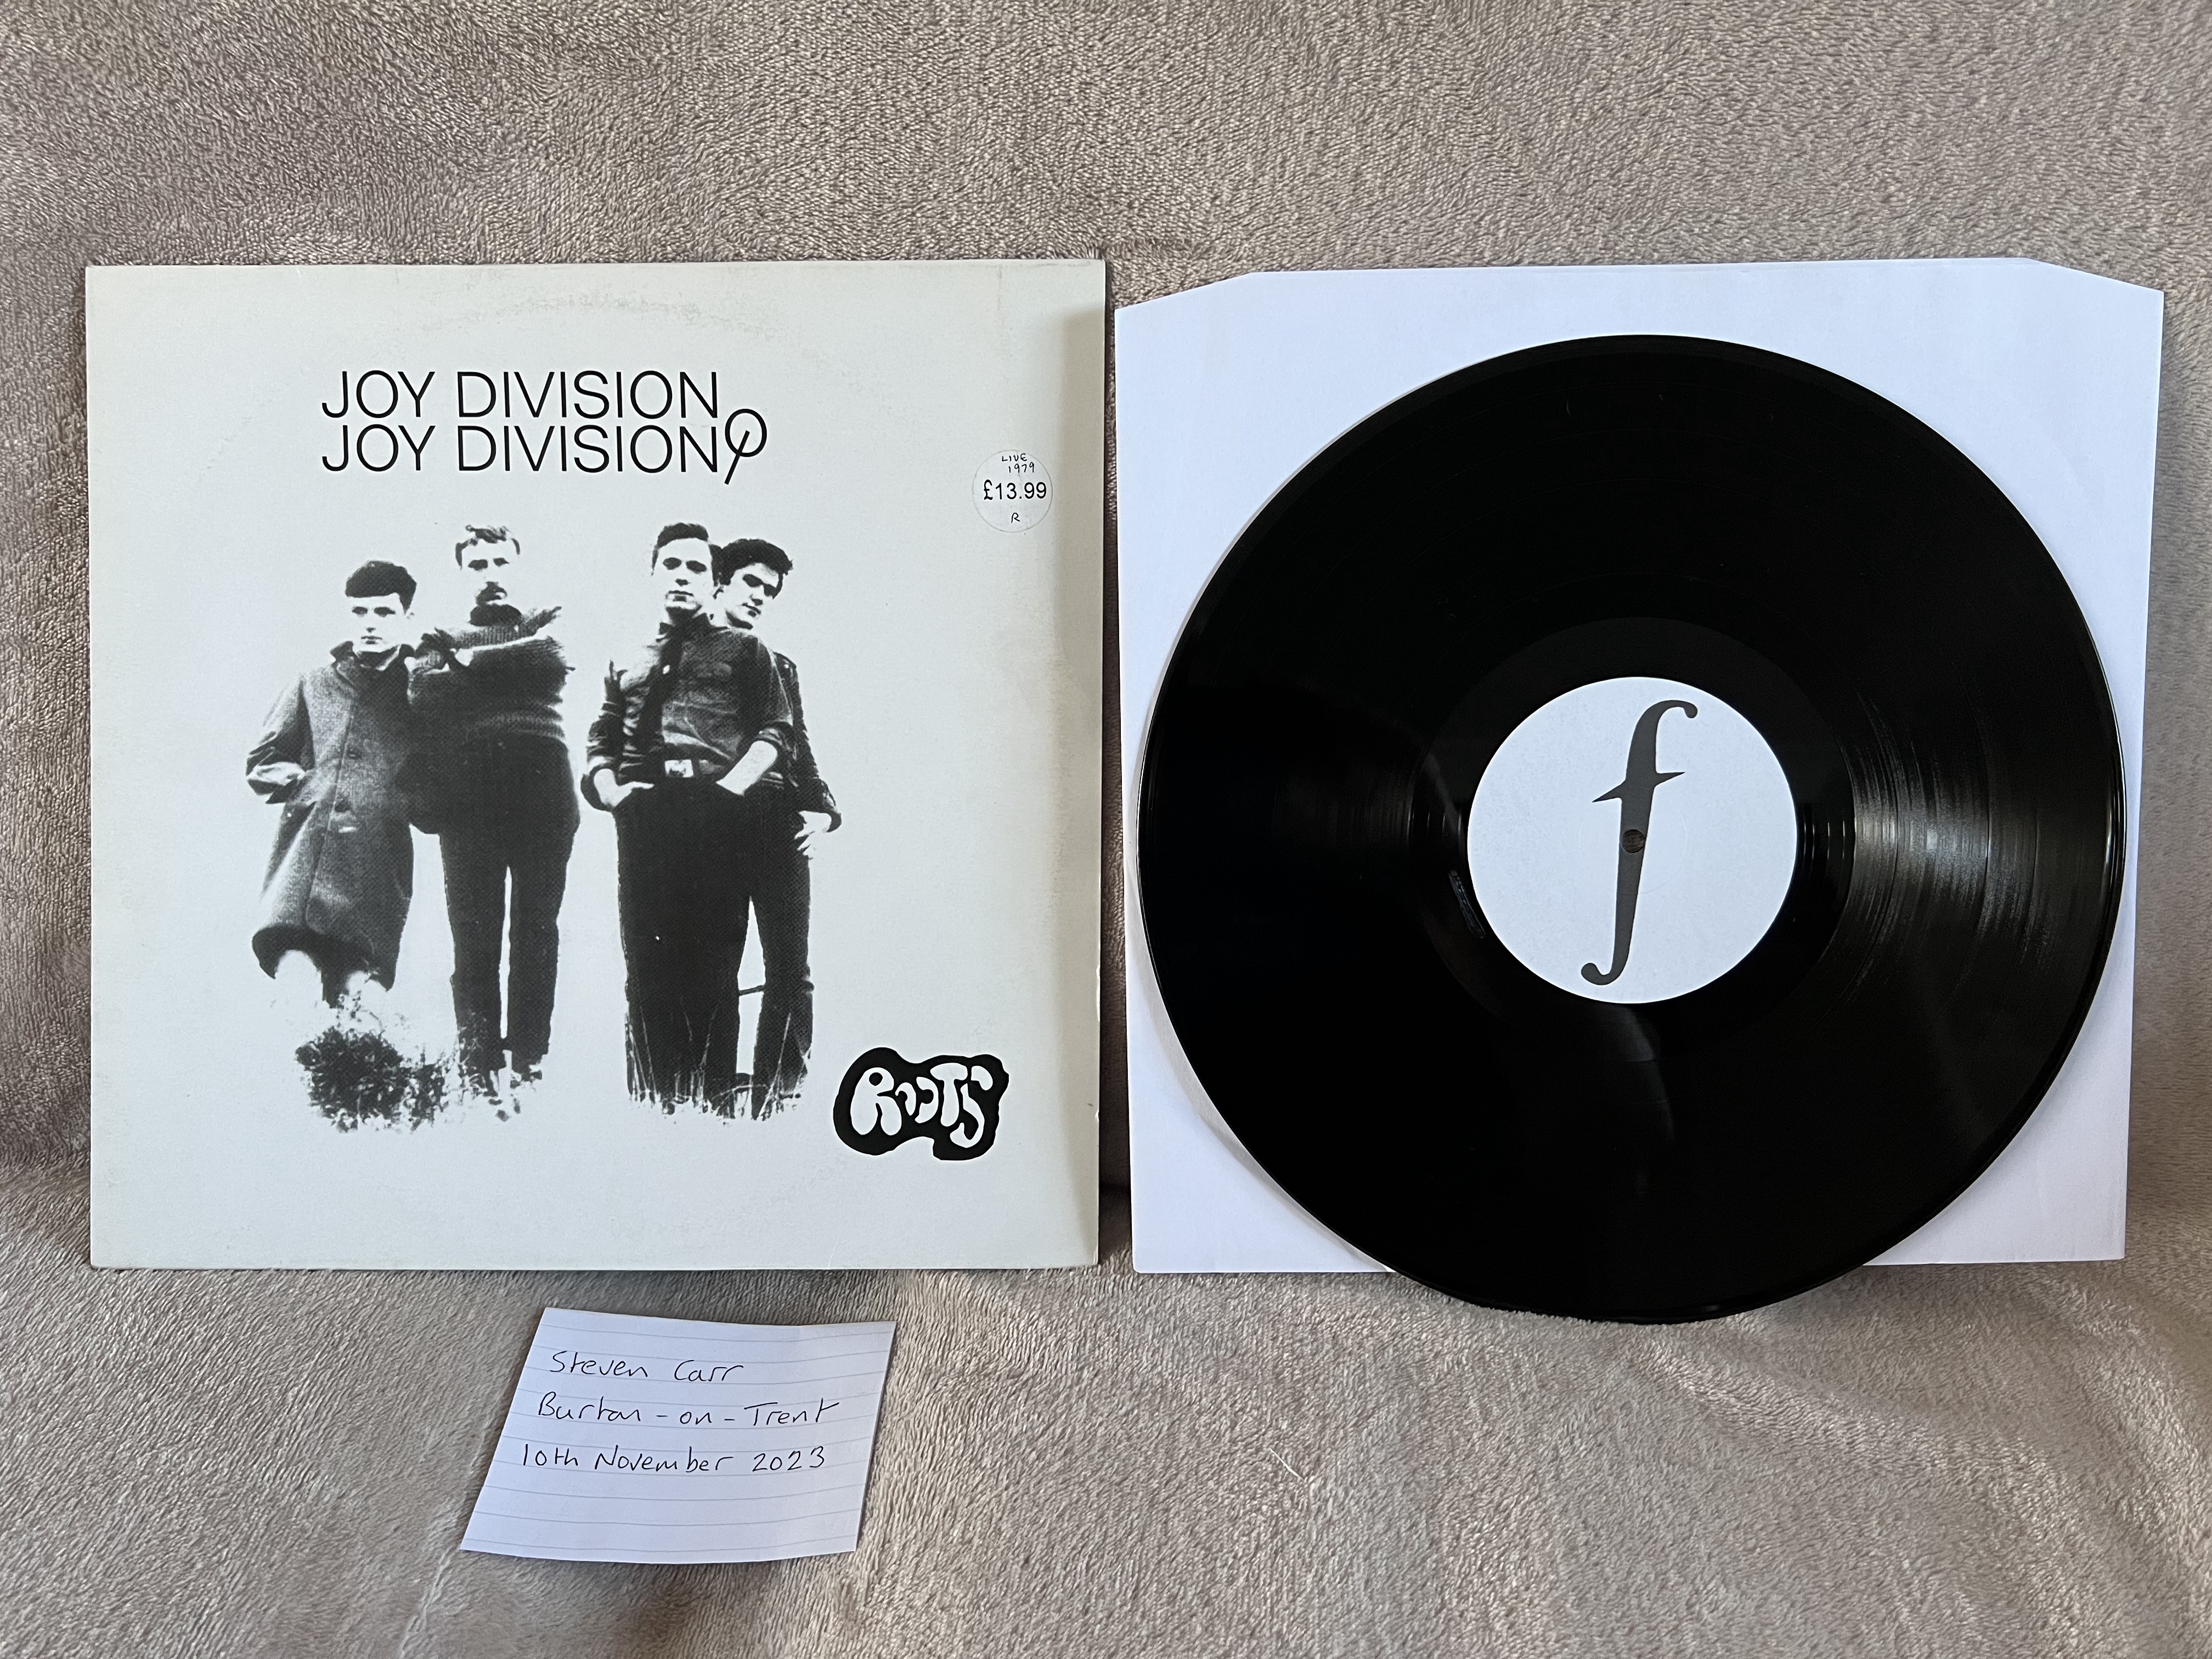 JOY DIVISION
JOY DIVISION
LIVE
1979
£13.99
R
ROOTS
f
Steven Carr
Burton-on-Trent
10th November 2023